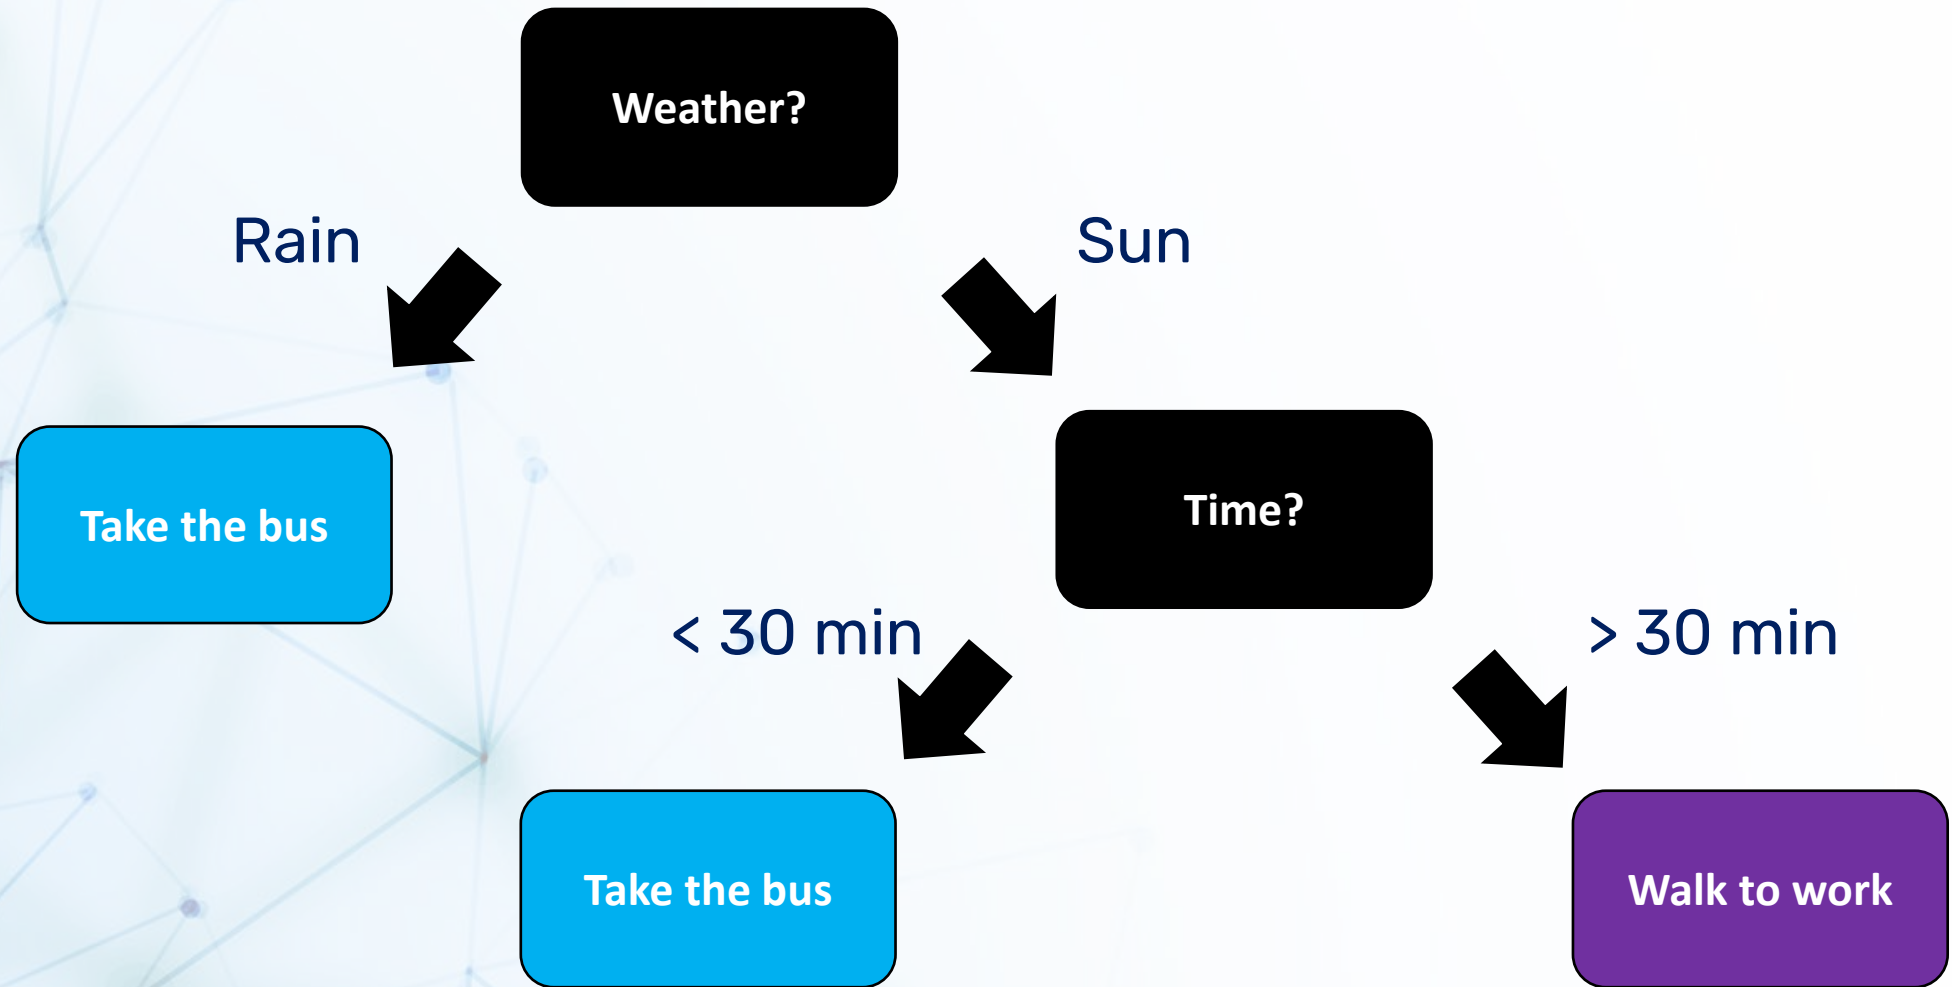 Weather?
Rain
Sun
Take the bus
Time?
< 30 min
> 30 min
Take the bus
Walk to work